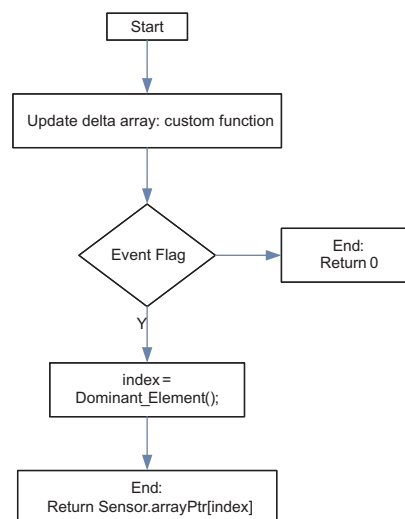 Start
Update delta array: custom function
Event Flag
End:
Return 0
Y
index =
Dominant_Element();
End:
Return Sensor.arrayPtr[index]